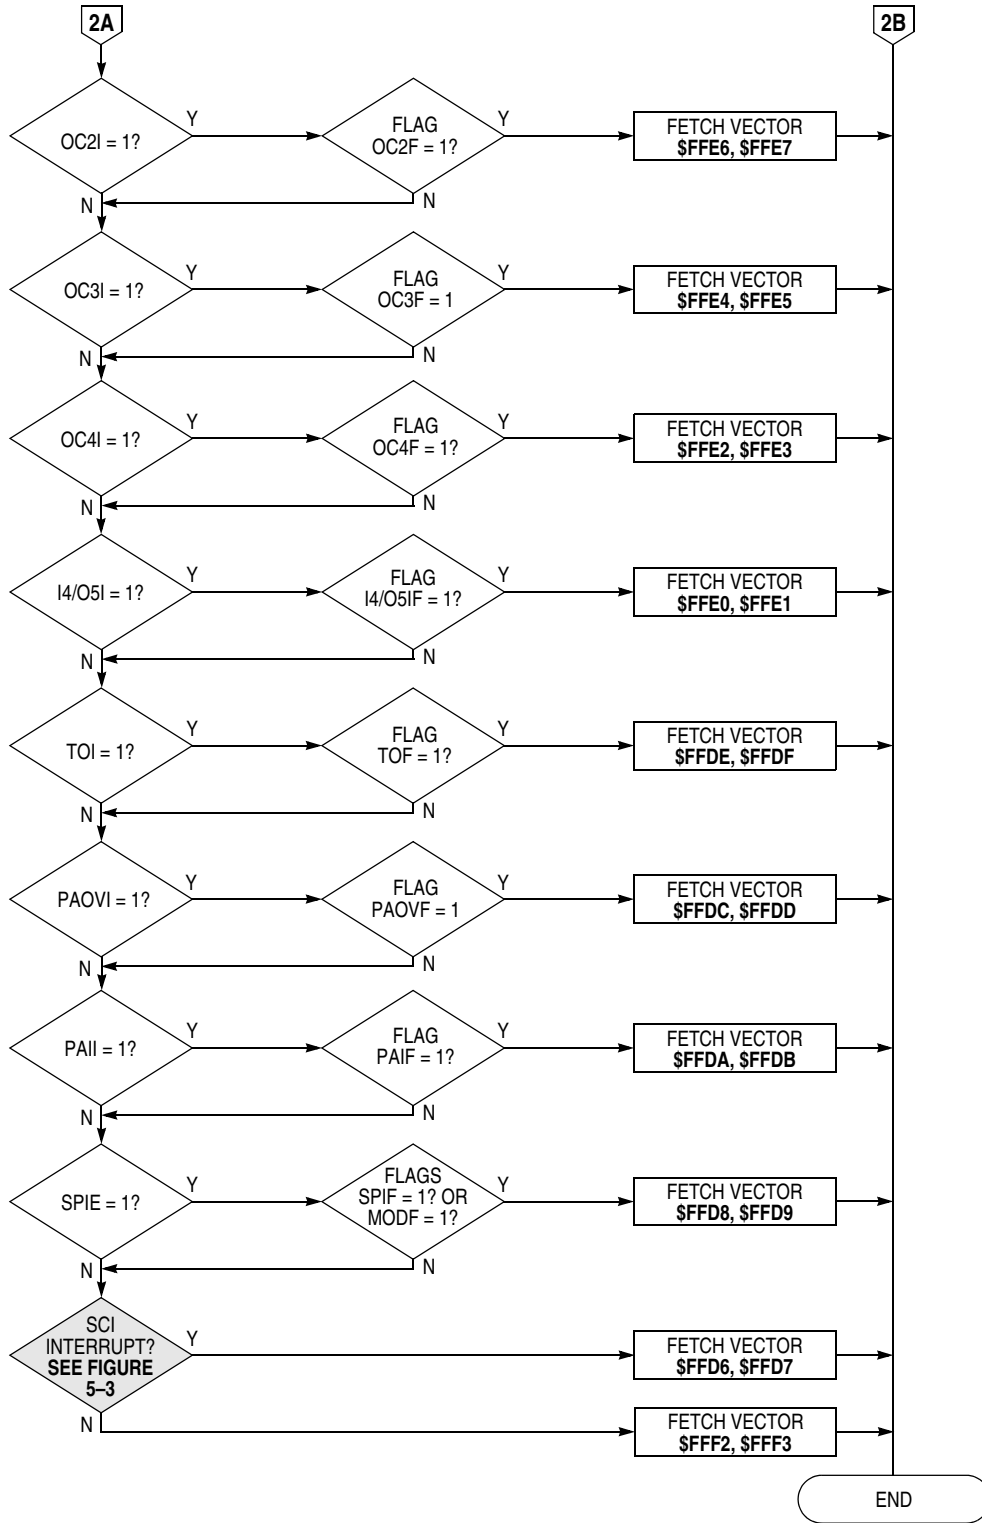 2A
2B
OC2I = 1?
Y
FLAG
OC2F = 1?
Y
FETCH VECTOR
$FFE6, $FFE7
N
N
OC3I = 1?
Y
FLAG
OC3F = 1
Y
FETCH VECTOR
$FFE4, $FFE5
N
N
OC4I = 1?
Y
FLAG
OC4F = 1?
Y
FETCH VECTOR
$FFE2, $FFE3
N
N
I4/O5I = 1?
Y
FLAG
I4/O5IF = 1?
Y
FETCH VECTOR
$FFE0, $FFE1
N
N
TOI = 1?
Y
FLAG
TOF = 1?
Y
FETCH VECTOR
$FFDE, $FFDF
N
N
PAOVI = 1?
Y
FLAG
PAOVF = 1
Y
FETCH VECTOR
$FFDC, $FFDD
N
N
PAII = 1?
Y
FLAG
PAIF = 1?
Y
FETCH VECTOR
$FFDA, $FFDB
N
N
SPIE = 1?
Y
FLAGS
SPIF = 1? OR
MODF = 1?
Y
FETCH VECTOR
$FFD8, $FFD9
N
N
SCI
INTERRUPT?
SEE FIGURE
5–3
Y
FETCH VECTOR
$FFD6, $FFD7
N
FETCH VECTOR
$FFF2, $FFF3
END